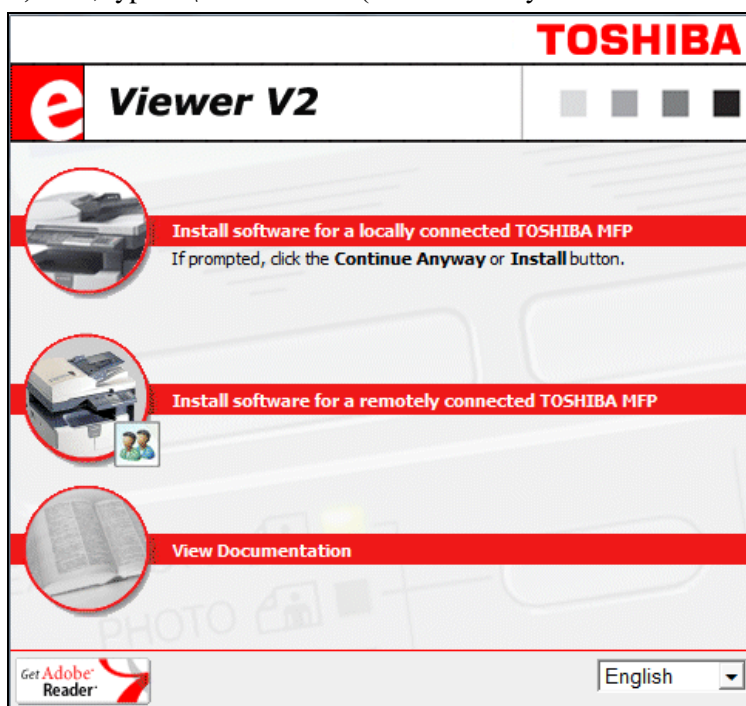 TOSHIBA
e Viewer V2
Install software for a locally connected TOSHIBA MFP
If prompted, click the Continue Anyway or Install button.
Install software for a remotely connected TOSHIBA MFP
View Documentation
PHOTO
Get Adobe
Reader
English